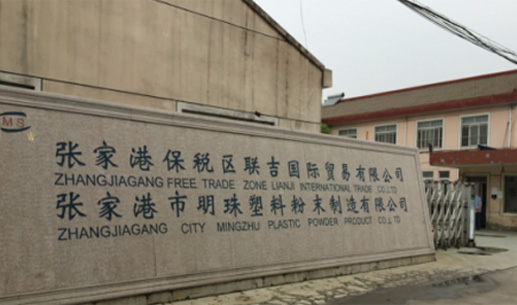 MS
张家港保税区联吉国际贸易有限公司
ZHANGJIAGANG FREE TRADE ZONE LIANJI INTERNATIONAL TRADE CO.,LTD
张家港市明珠塑料粉末制造有限公司
ZHANGJIAGANG CITY MINGZHU PLASTIC POWDER PRODUCT CO.,LTD